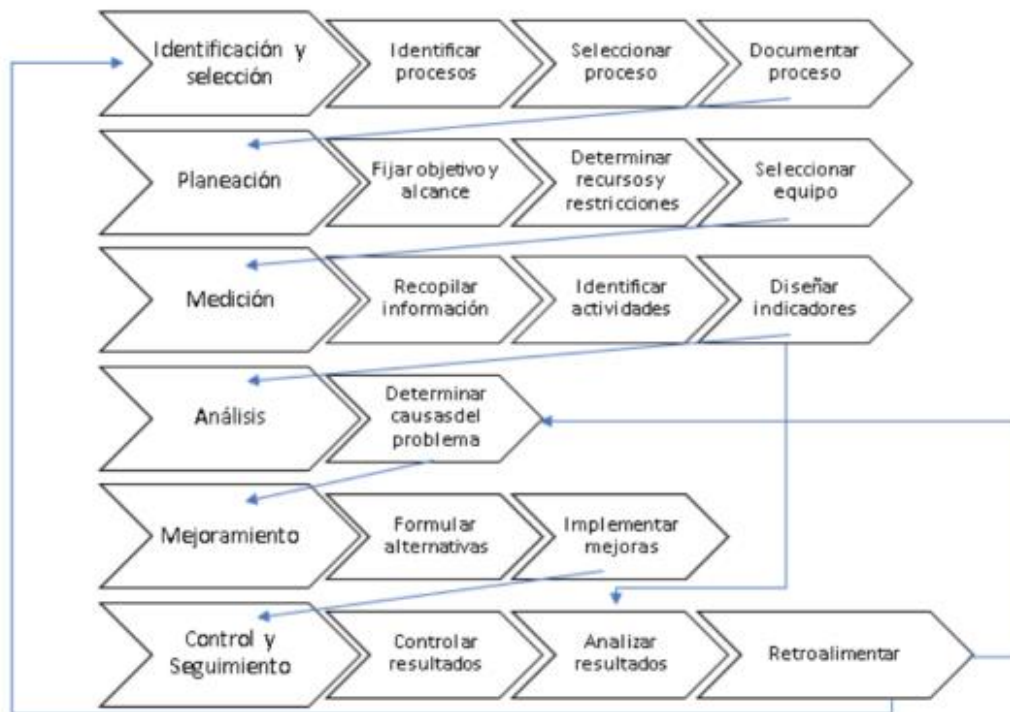 Identificación y
selección
Identificar
procesos
Seleccionar
proceso
Documentar
proceso
Planeación
Fijar objetivo y
alcance
Determinar
recursos y
restricciones
Seleccionar
equipo
Medición
Recopilar
información
Identificar
actividades
Diseñar
indicadores
Análisis
Determinar
causas del
problema
Mejoramiento
Formular
alternativas
Implementar
mejoras
Control y
Seguimiento
Controlar
resultados
Analizar
resultados
Retroalimentar